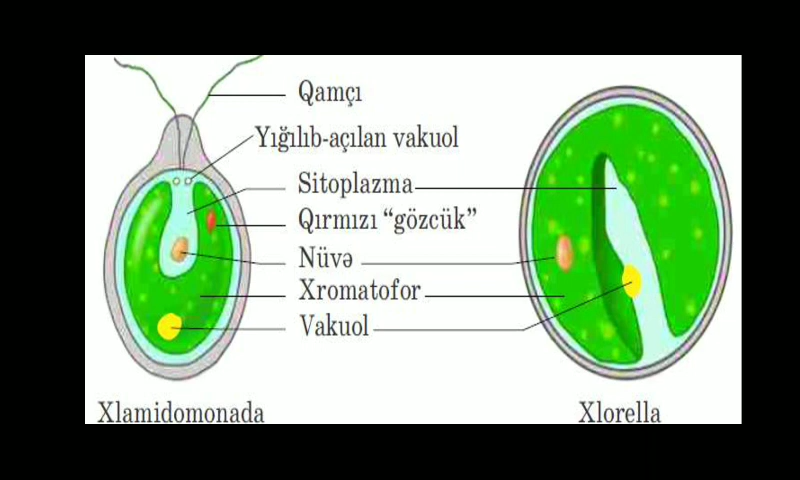 Qamçı
Yığılıb-açılan vakuol
Sitoplazma
Qırmızı “gözcük”
Nüvə
Xromatofor
Vakuol
Xlamidomonada
Xlorella